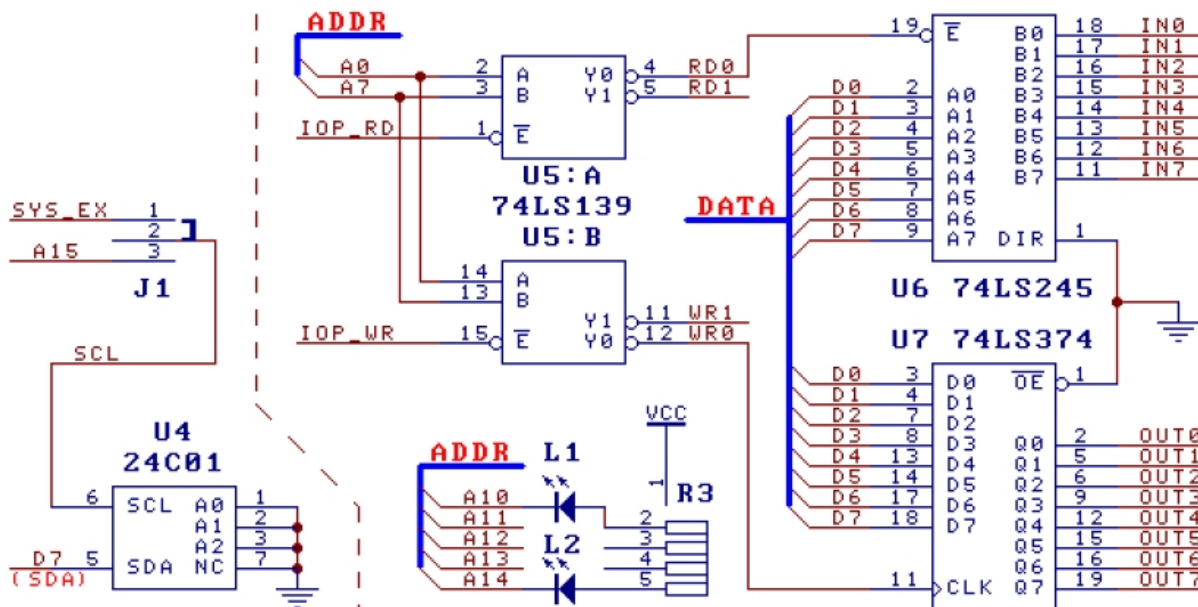 ADDR
A0 2 A Y0 4 RD0
A7 3 B Y1 5 RD1
IOP_RD 1 E
U5:A
74LS139
U5:B
14 A
13 B
Y1 11 WR1
IOP_WR 15 E Y0 12 WR0
SYS_EX 1
2
A15 3
J1
SCL
U4
24C01
6 SCL A0 1
A1 2
A2 3
D7 5 SDA NC 7
(SDA)
ADDR
L1
A10
A11
A12
A13
A14
L2
VCC
1
R3
2
3
4
5
19 E B0 18 IN0
B1 17 IN1
B2 16 IN2
D0 2 A0 B3 15 IN3
D1 3 A1 B4 14 IN4
D2 4 A2 B5 13 IN5
D3 5 A3 B6 12 IN6
D4 6 A4 B7 11 IN7
D5 7 A5
D6 8 A6
D7 9 A7 DIR 1
DATA
U6 74LS245
U7 74LS374
D0 3 D0 OE 1
D1 4 D1
D2 7 D2
D3 8 D3 Q0 2 OUT0
D4 13 D4 Q1 5 OUT1
D5 14 D5 Q2 6 OUT2
D6 17 D6 Q3 9 OUT3
D7 18 D7 Q4 12 OUT4
Q5 15 OUT5
Q6 16 OUT6
11 CLK Q7 19 OUT7